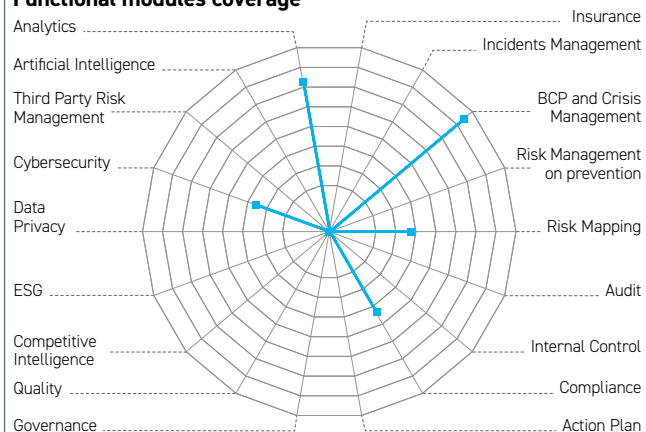 Functional modules coverage
Analytics
Insurance
Artificial Intelligence
Incidents Management
Third Party Risk
Management
BCP and Crisis
Management
Cybersecurity
Risk Management
on prevention
Data
Privacy
Risk Mapping
ESG
Audit
Competitive
Intelligence
Internal Control
Quality
Compliance
Governance
Action Plan